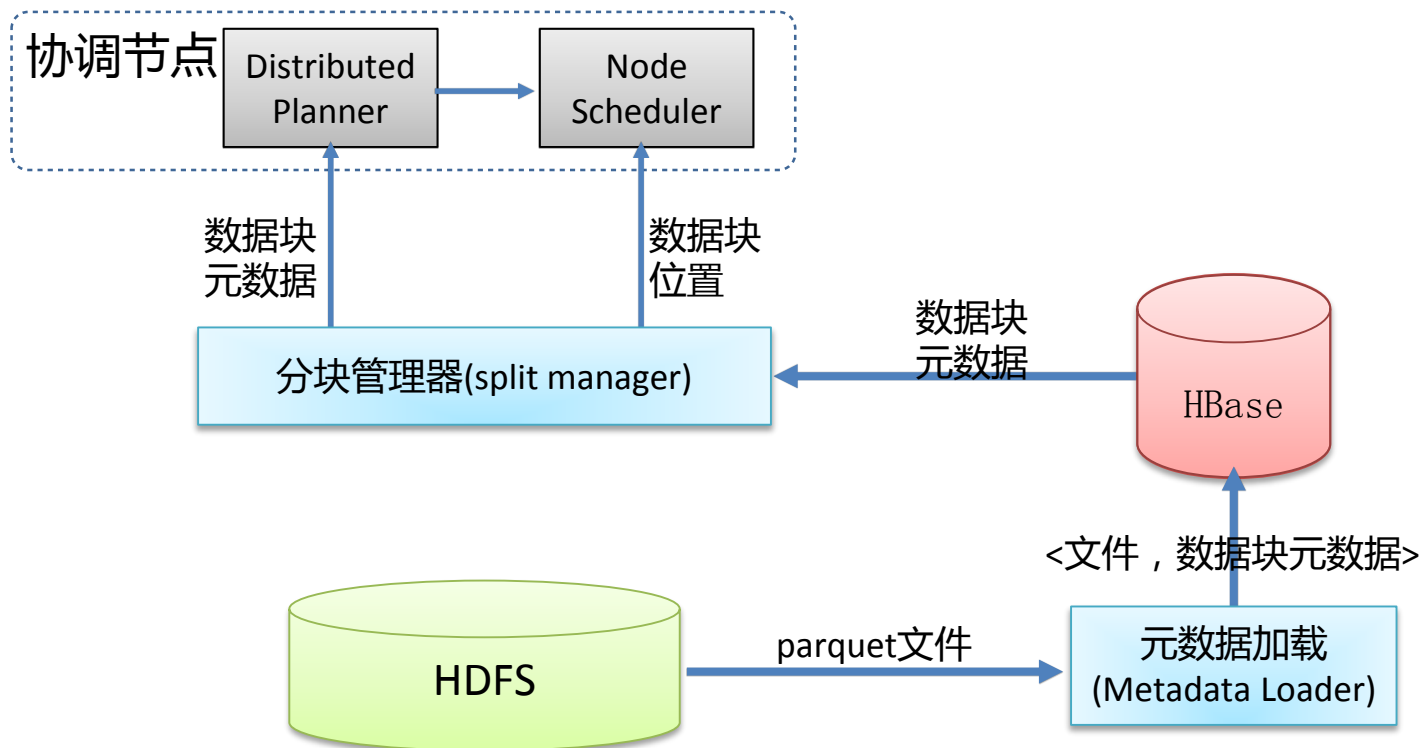 协调节点
Distributed
Planner
Node
Scheduler
数据块
元数据
数据块
位置
数据块
元数据
分块管理器(split manager)
HBase
<文件，数据块元数据>
parquet文件
元数据加载
(Metadata Loader)
HDFS